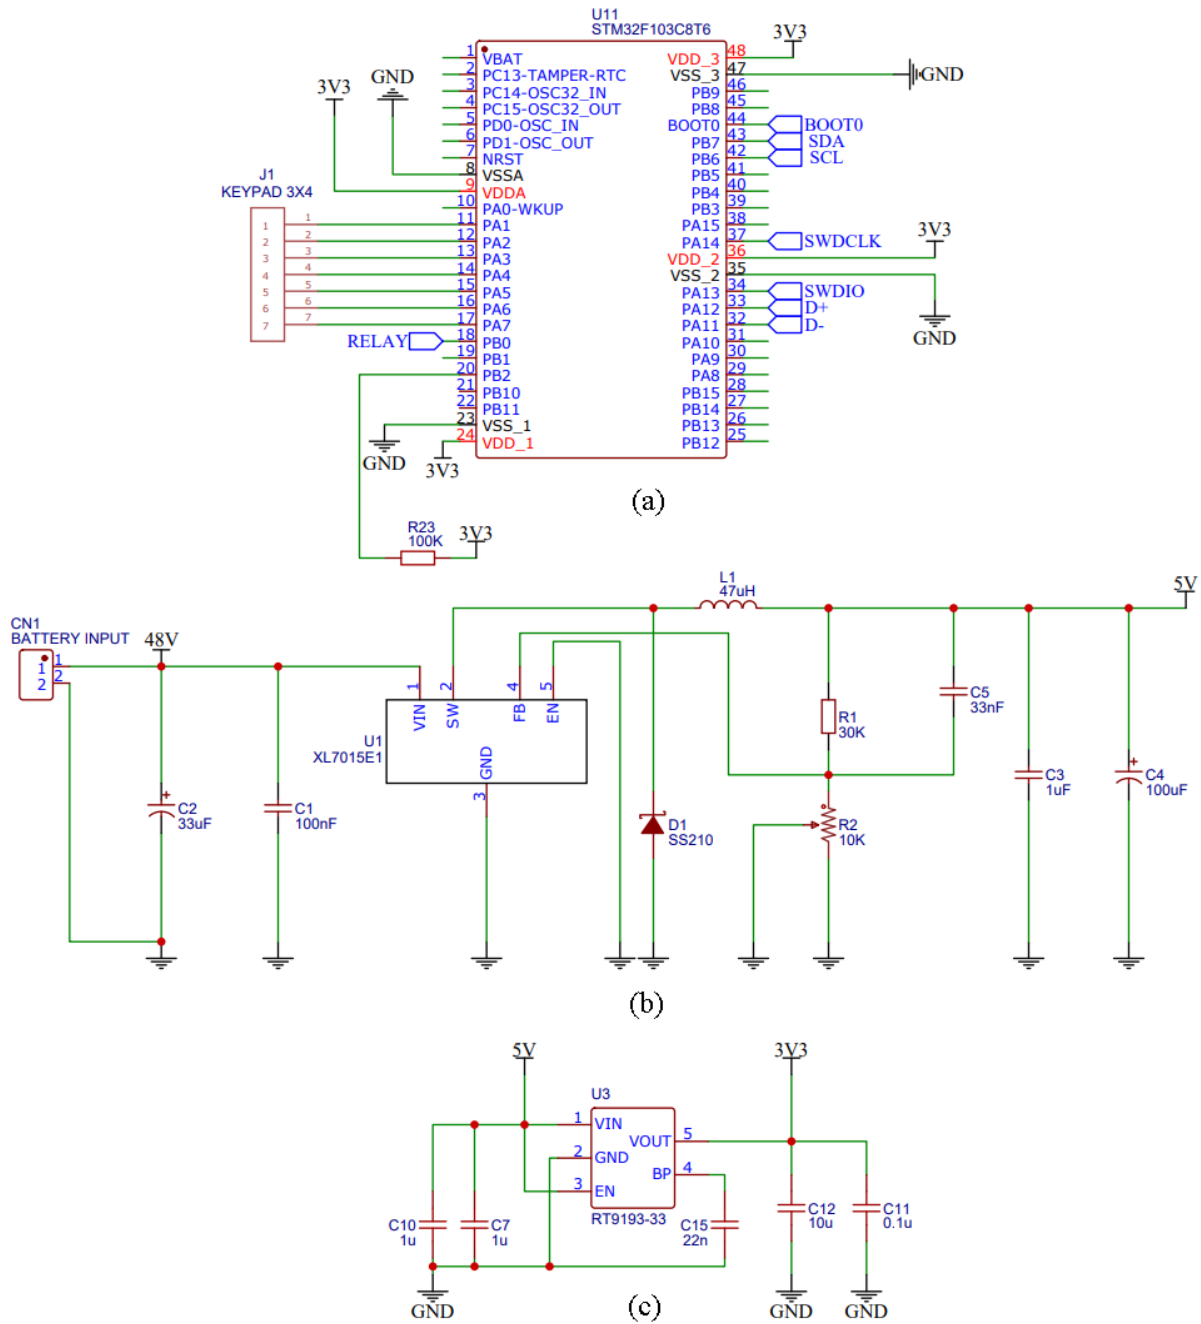 U11
STM32F103C8T6
1 VBAT
2 PC13-TAMPER-RTC
3 PC14-OSC32_IN
4 PC15-OSC32_OUT
5 PD0-OSC_IN
6 PD1-OSC_OUT
7 NRST
8 VSSA
9 VDDA
10 PA0-WKUP
11 PA1
12 PA2
13 PA3
14 PA4
15 PA5
16 PA6
17 PA7
18 PB0
19 PB1
20 PB2
21 PB10
22 PB11
23 VSS_1
24 VDD_1
VDD_3 48
VSS_3 47
PB9 46
PB8 45
BOOT0 44
PB7 43
PB6 42
PB5 41
PB4 40
PB3 39
PA15 38
PA14 37
VDD_2 36
VSS_2 35
PA13 34
PA12 33
PA11 32
PA10 31
PA9 30
PA8 29
PB15 28
PB14 27
PB13 26
PB12 25
3V3
GND
BOOT0
SDA
SCL
SWDCLK
3V3
SWDIO
D+
D-
GND
GND
3V3
J1
KEYPAD 3X4
1 1
2 2
3 3
4 4
5 5
6 6
7 7
RELAY
GND
3V3
(a)
R23
100K
3V3
CN1
BATTERY INPUT
1 1
2 2
48V
C2
33uF
C1
100nF
U1
XL7015E1
1 VIN
2 SW
4 FB
5 EN
3 GND
L1
47uH
D1
SS210
R1
30K
R2
10K
C5
33nF
C3
1uF
C4
100uF
5V
(b)
5V
3V3
U3
1 VIN
2 GND
3 EN
VOUT 5
BP 4
RT9193-33
C10
1u
C7
1u
C15
22n
C12
10u
C11
0.1u
GND
GND
GND
(c)